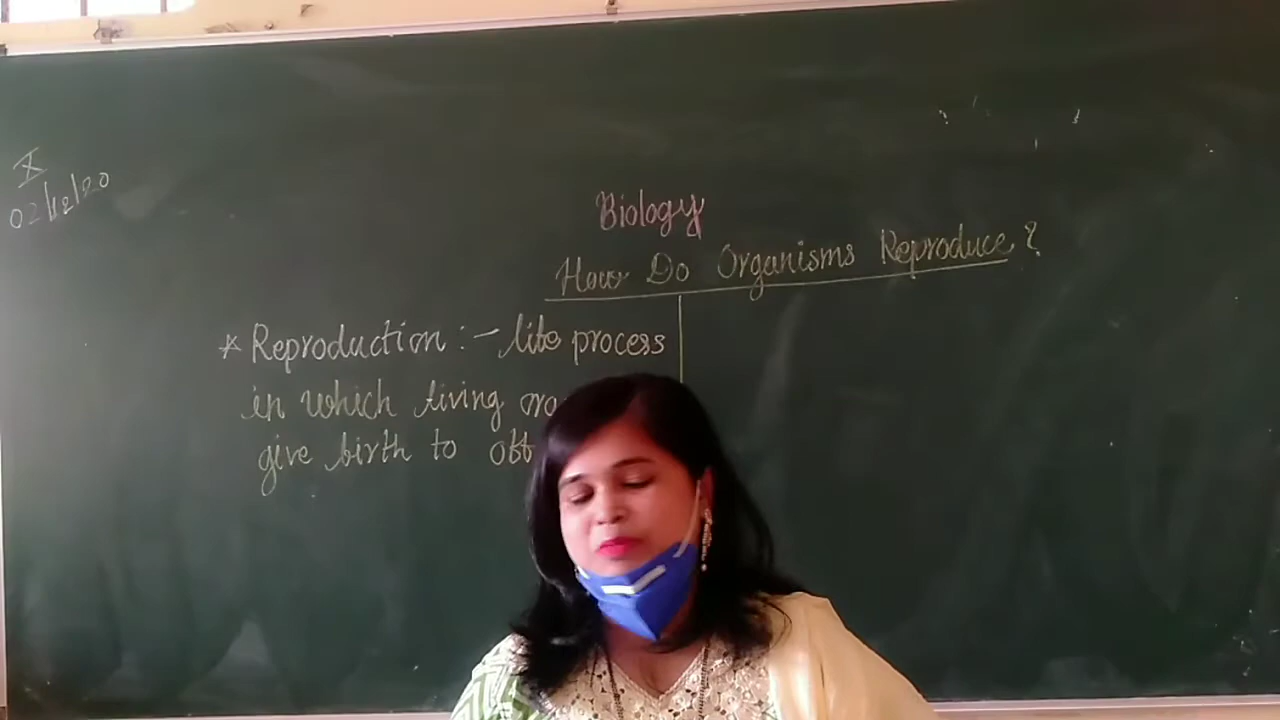 X
02/12/20
Biology
How Do Organisms Reproduce?
* Reproduction :- life process
in which living
give birth to